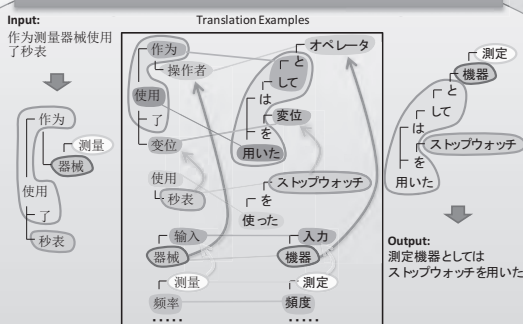 Input:
作为测量器械使用
了秒表
作为
测量
器械
使用
了
秒表
Translation Examples
作为
操作者
使用
了
变位
使用
秒表
输入
器械
测量
频率
•••••
オペレータ
と
して
は
変位
を
用いた
ストップウォッチ
を
使った
入力
機器
測定
頻度
•••••
測定
機器
と
して
は
ストップウォッチ
を
用いた
Output:
測定機器としては
ストップウォッチを用いた